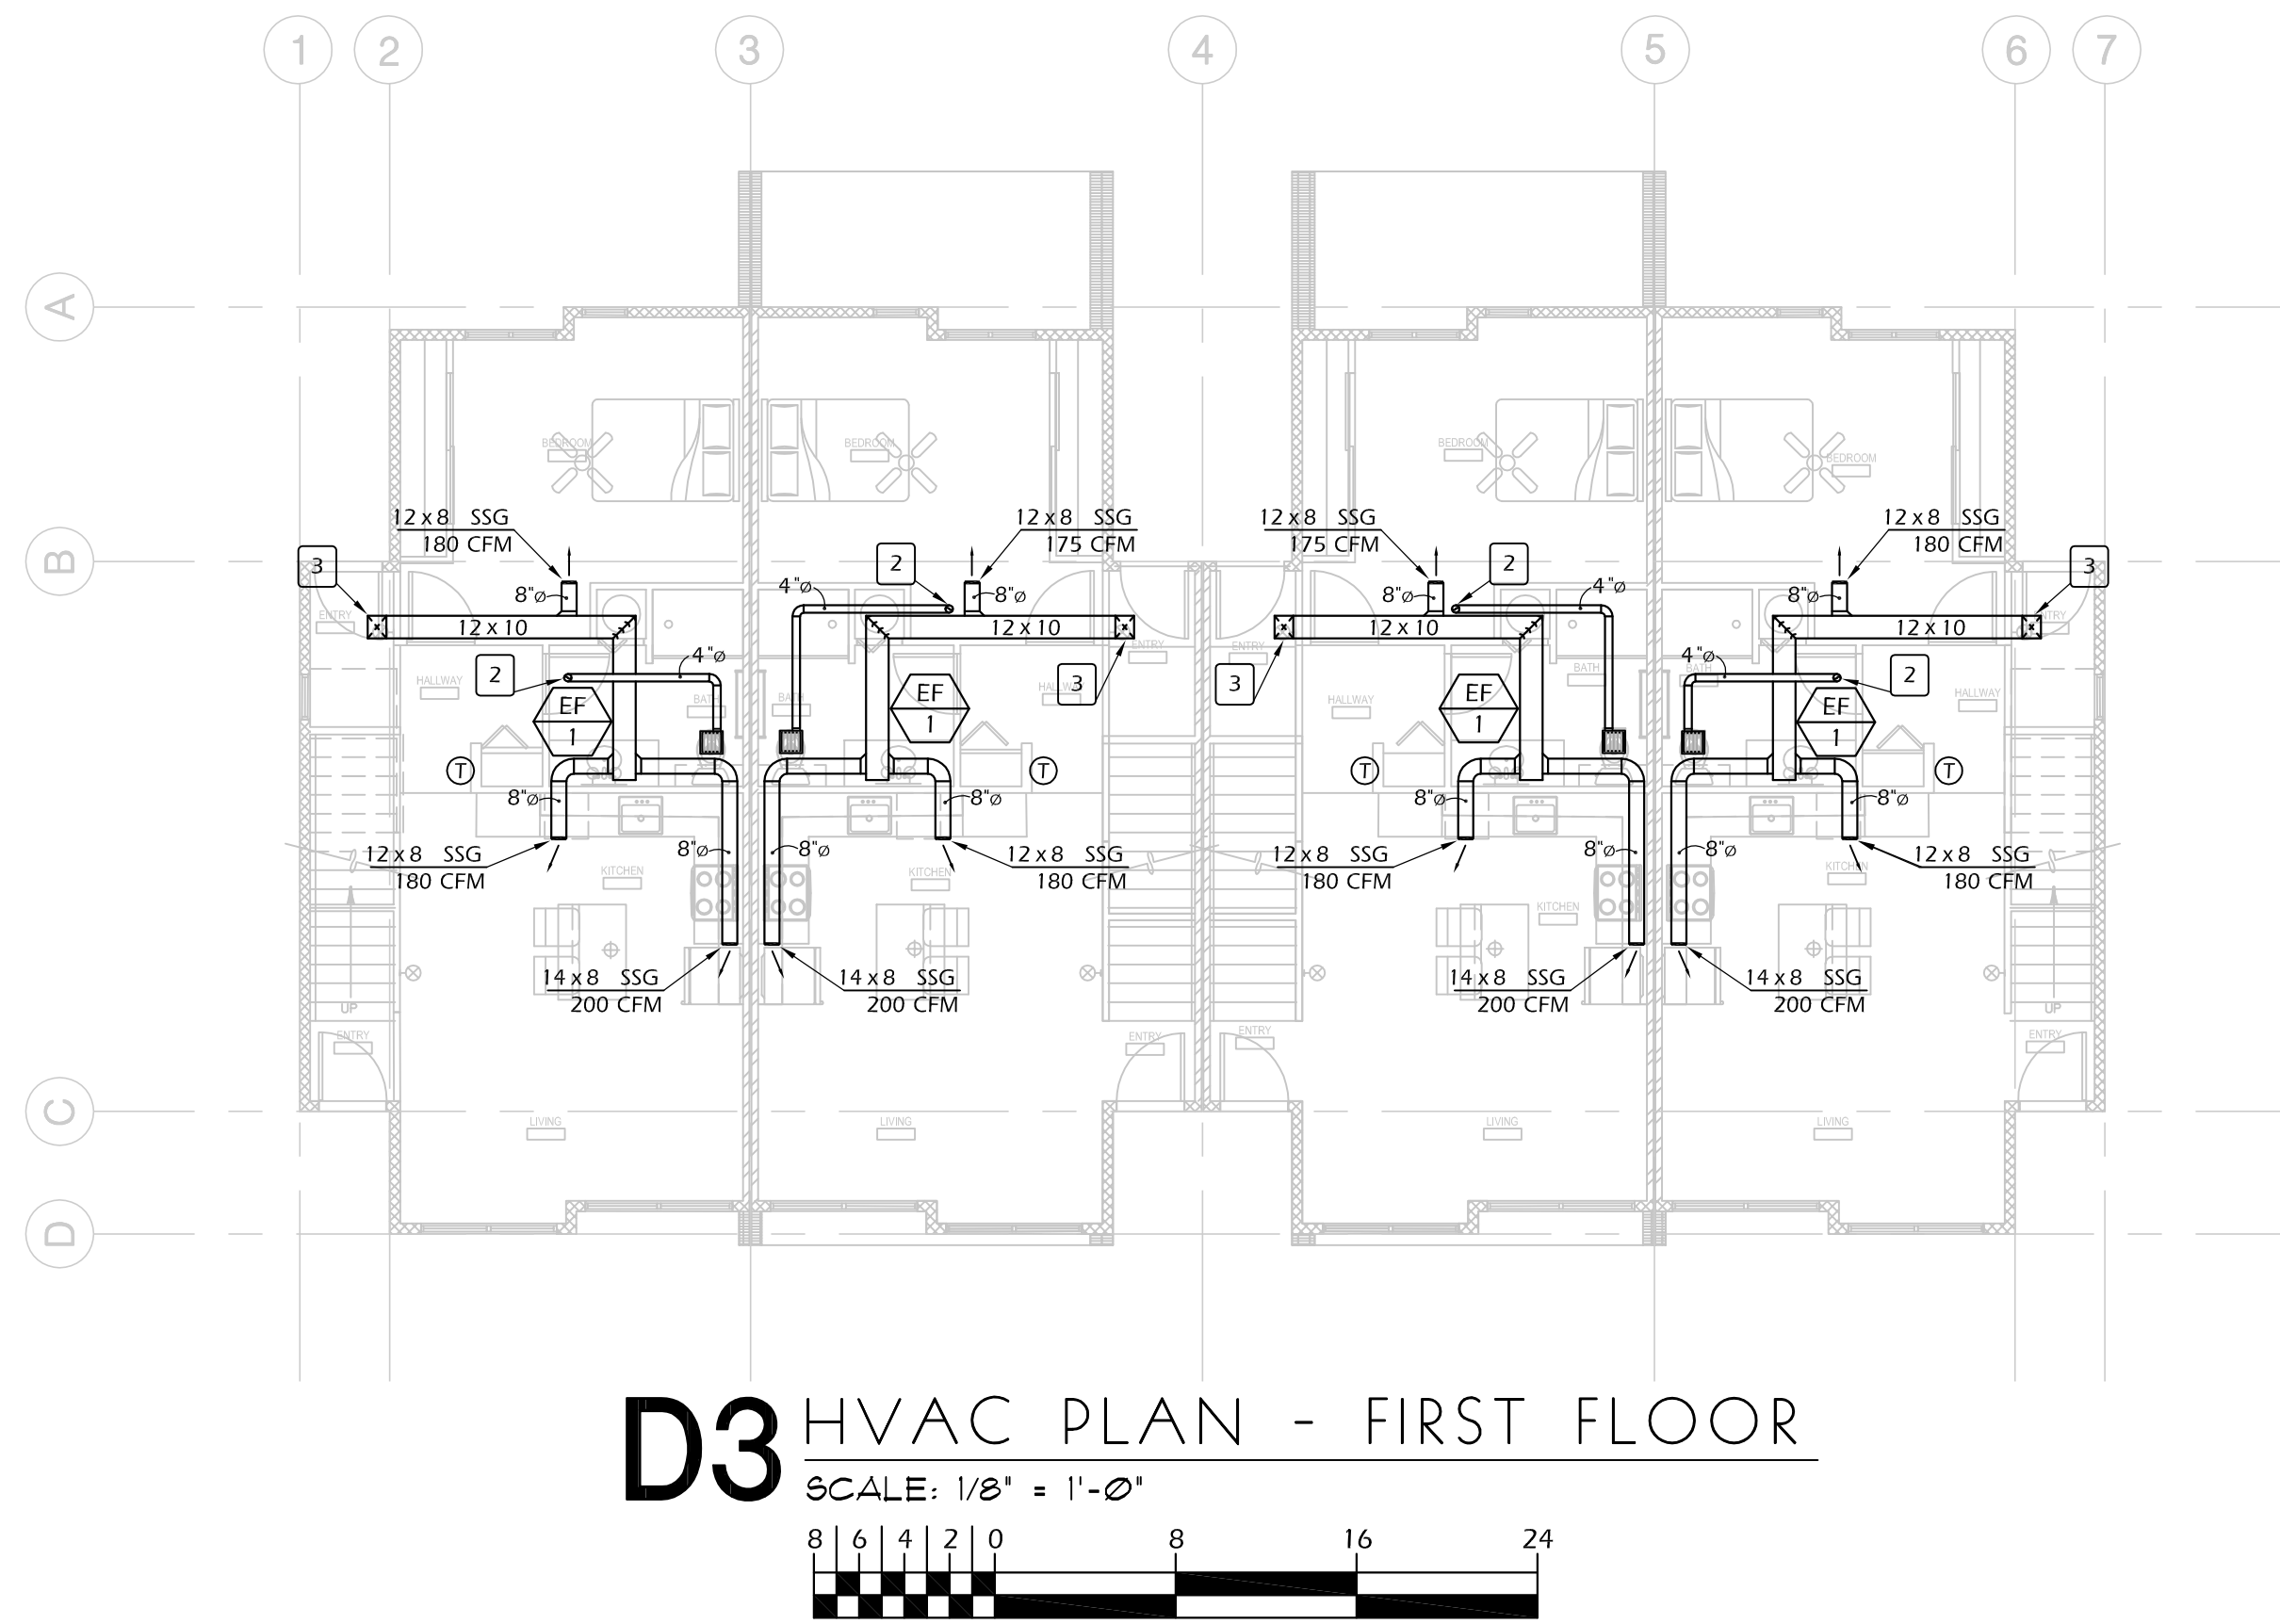 1 2 3 4 5 6 7
A
BEDROOM BEDROOM BEDROOM BEDROOM
12 x 8 SSG 12 x 8 SSG 12 x 8 SSG 12 x 8 SSG
180 CFM 175 CFM 175 CFM 180 CFM
B
3 2 2 3
8"ø 4"ø 8"ø 8"ø 4"ø 8"ø
ENTRY ENTRY
12 x 10 12 x 10 12 x 10 12 x 10
ENTRY ENTRY
2 4"ø 3 3 4"ø 2
HALLWAY BATH BATH HALLWAY HALLWAY BATH BATH HALLWAY
EF EF EF EF
1 1 1 1
T T T T
8"ø 8"ø 8"ø 8"ø
12 x 8 SSG 8"ø 8"ø 12 x 8 SSG 12 x 8 SSG 8"ø 8"ø 12 x 8 SSG
180 CFM 180 CFM 180 CFM 180 CFM
KITCHEN KITCHEN KITCHEN KITCHEN
14 x 8 SSG 14 x 8 SSG 14 x 8 SSG 14 x 8 SSG
200 CFM 200 CFM 200 CFM 200 CFM
UP UP
ENTRY ENTRY ENTRY ENTRY
C
LIVING LIVING LIVING LIVING
D
D3 HVAC PLAN - FIRST FLOOR
SCALE: 1/8" = 1'-Ø"
8 6 4 2 0 8 16 24